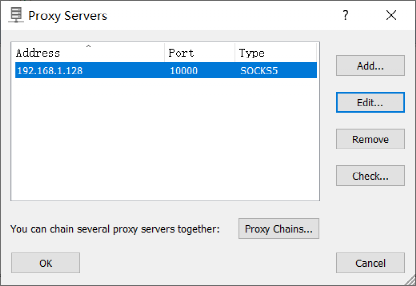 Proxy Servers
Address Port Type
192.168.1.128 10000 SOCKS5
Add...
Edit...
Remove
Check...
You can chain several proxy servers together: Proxy Chains...
OK Cancel